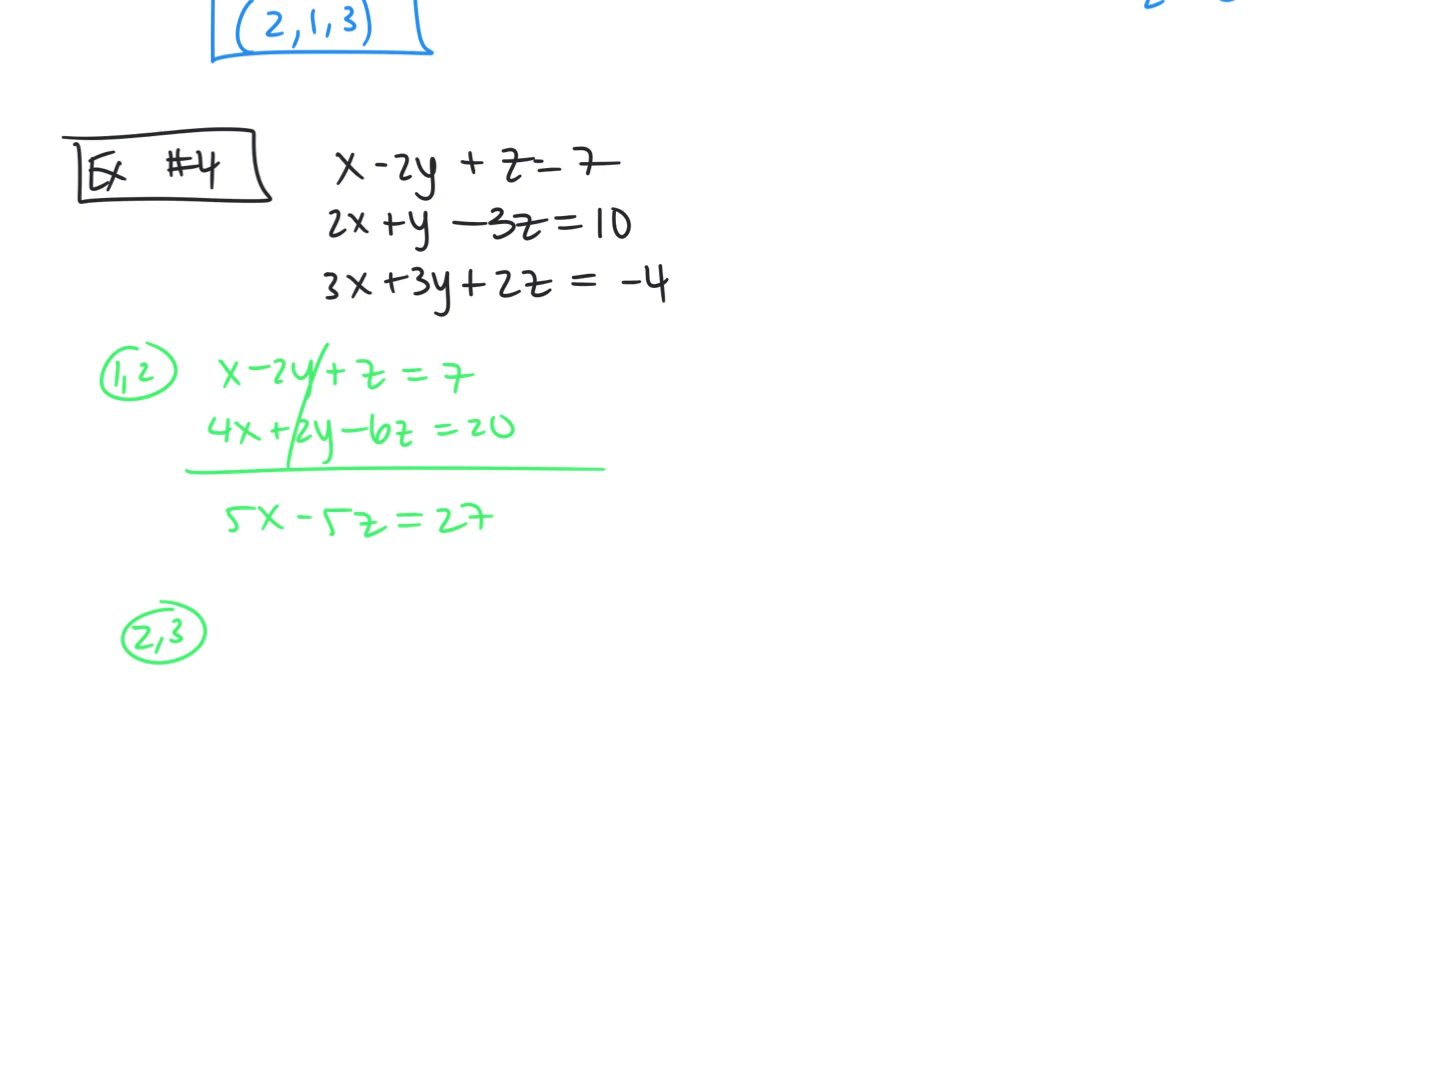 (2,1,3)
Ex #4
x-2y + z = 7
2x + y - 3z = 10
3x + 3y + 2z = -4
1,2
x - 2y + z = 7
4x + 2y - 6z = 20
5x - 5z = 27
2,3